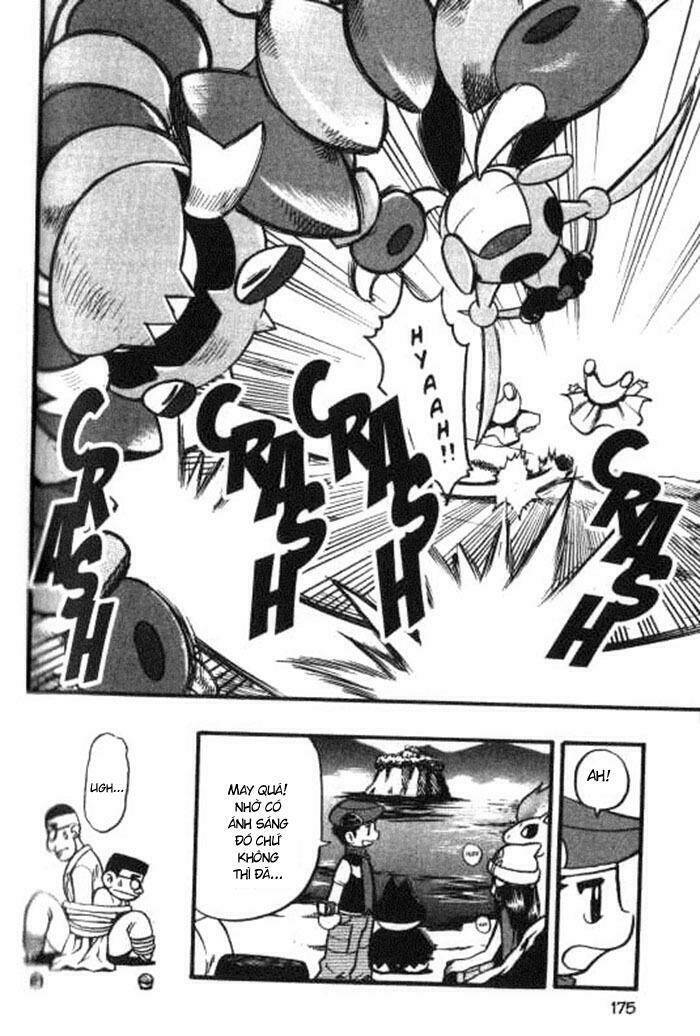 HYAAH!!
CRASH
CRASH
CRASH
CRASH
UGH...
MAY QUÁ!
NHỜ CÓ
ÁNH SÁNG
ĐÓ CHỨ
KHÔNG
THÌ ĐÃ...
AH!
175